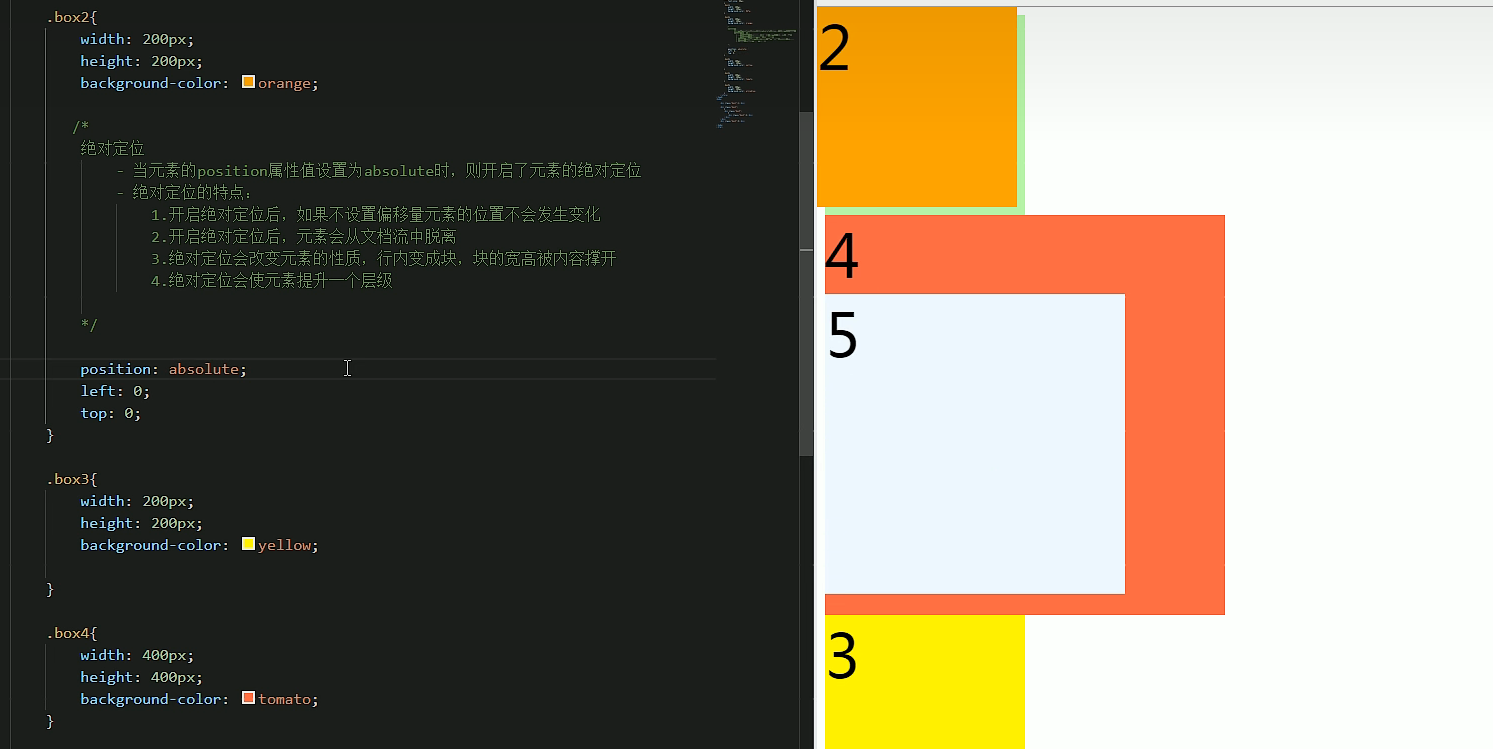 .box2{
width: 200px;
height: 200px;
background-color: orange;
/*
绝对定位
- 当元素的position属性值设置为absolute时，则开启了元素的绝对定位
- 绝对定位的特点：
1.开启绝对定位后，如果不设置偏移量元素的位置不会发生变化
2.开启绝对定位后，元素会从文档流中脱离
3.绝对定位会改变元素的性质，行内变成块，块的宽高被内容撑开
4.绝对定位会使元素提升一个层级
*/
position: absolute;
left: 0;
top: 0;
}
.box3{
width: 200px;
height: 200px;
background-color: yellow;
}
.box4{
width: 400px;
height: 400px;
background-color: tomato;
}
2
4
5
3